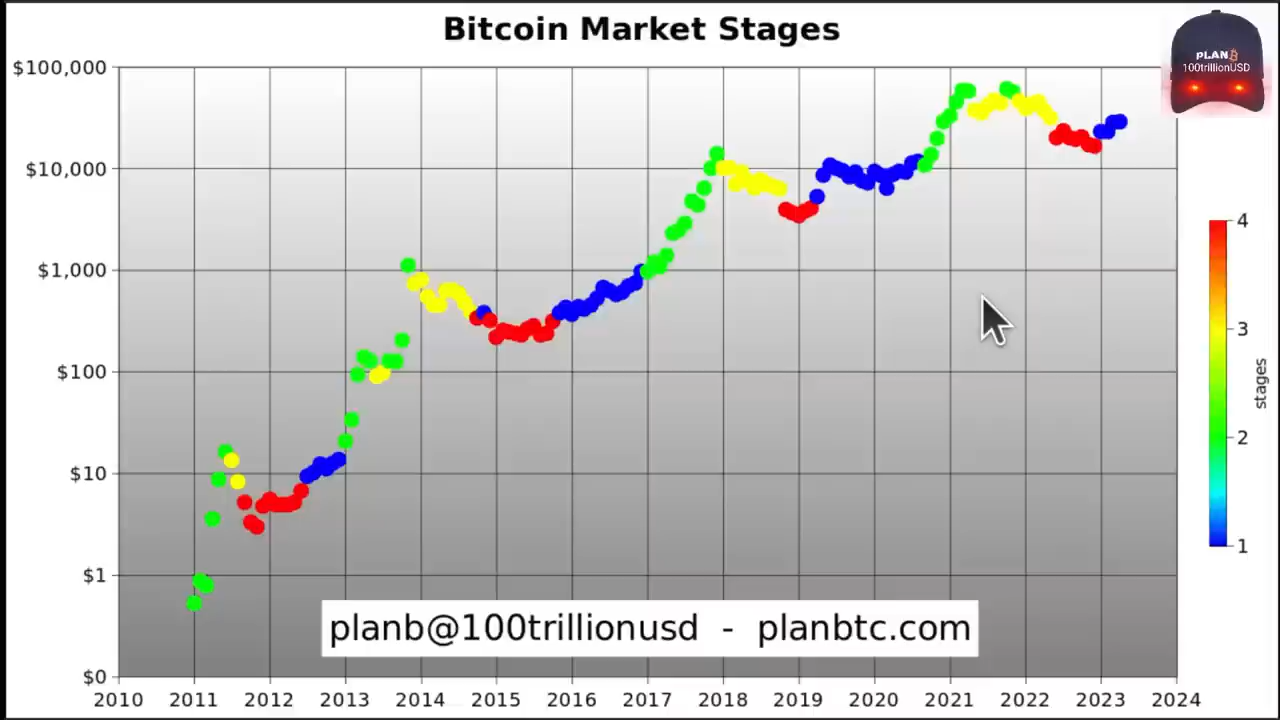 Bitcoin Market Stages
PLAN₿
100trillionUSD
$100,000
$10,000
$1,000
$100
$10
$1
$0
2010 2011 2012 2013 2014 2015 2016 2017 2018 2019 2020 2021 2022 2023 2024
4
3
2
1
stages
planb@100trillionusd - planbtc.com